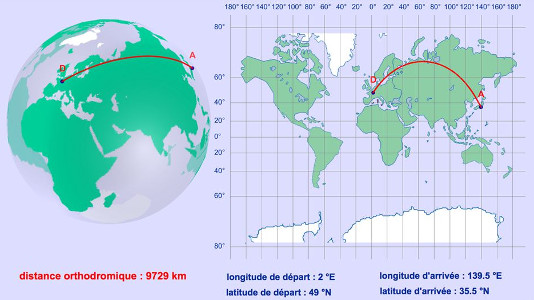 180° 160° 140° 120° 100° 80° 60° 40° 20° 0° 20° 40° 60° 80° 100° 120° 140° 160° 180°
80°
A
D
D
60°
A
40°
20°
0°
20°
40°
60°
80°
distance orthodromique : 9729 km
longitude de départ : 2 °E
longitude d'arrivée : 139.5 °E
latitude de départ : 49 °N
latitude d'arrivée : 35.5 °N